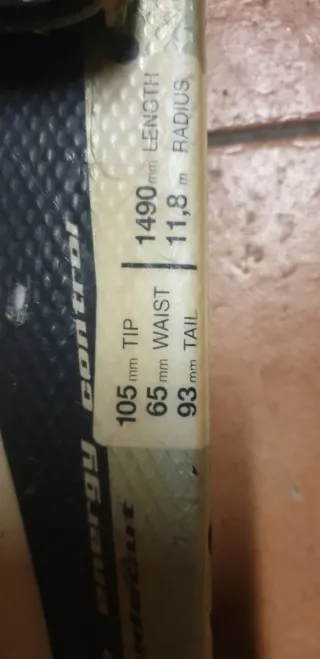 105 mm TIP | 1490 mm LENGTH
65 mm WAIST
93 mm TAIL | 11,8 m RADIUS
energy control